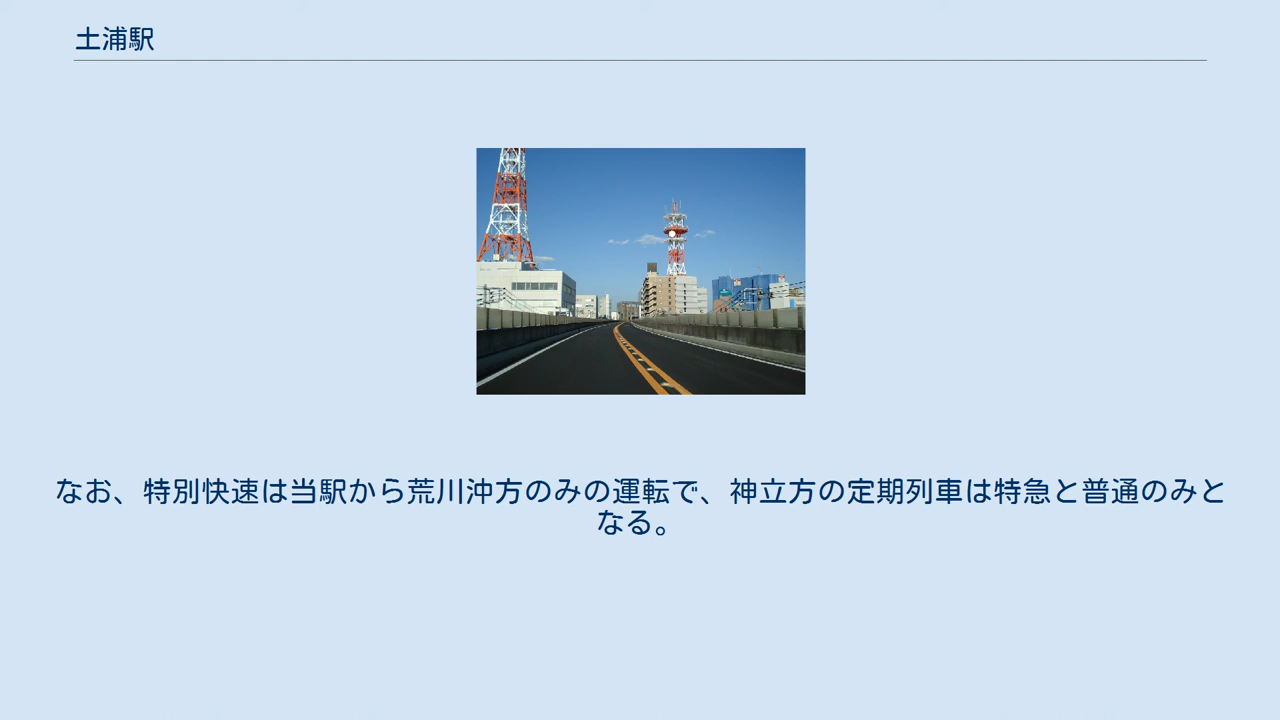 土浦駅
なお、特別快速は当駅から荒川沖方のみの運転で、神立方の定期列車は特急と普通のみと
なる。